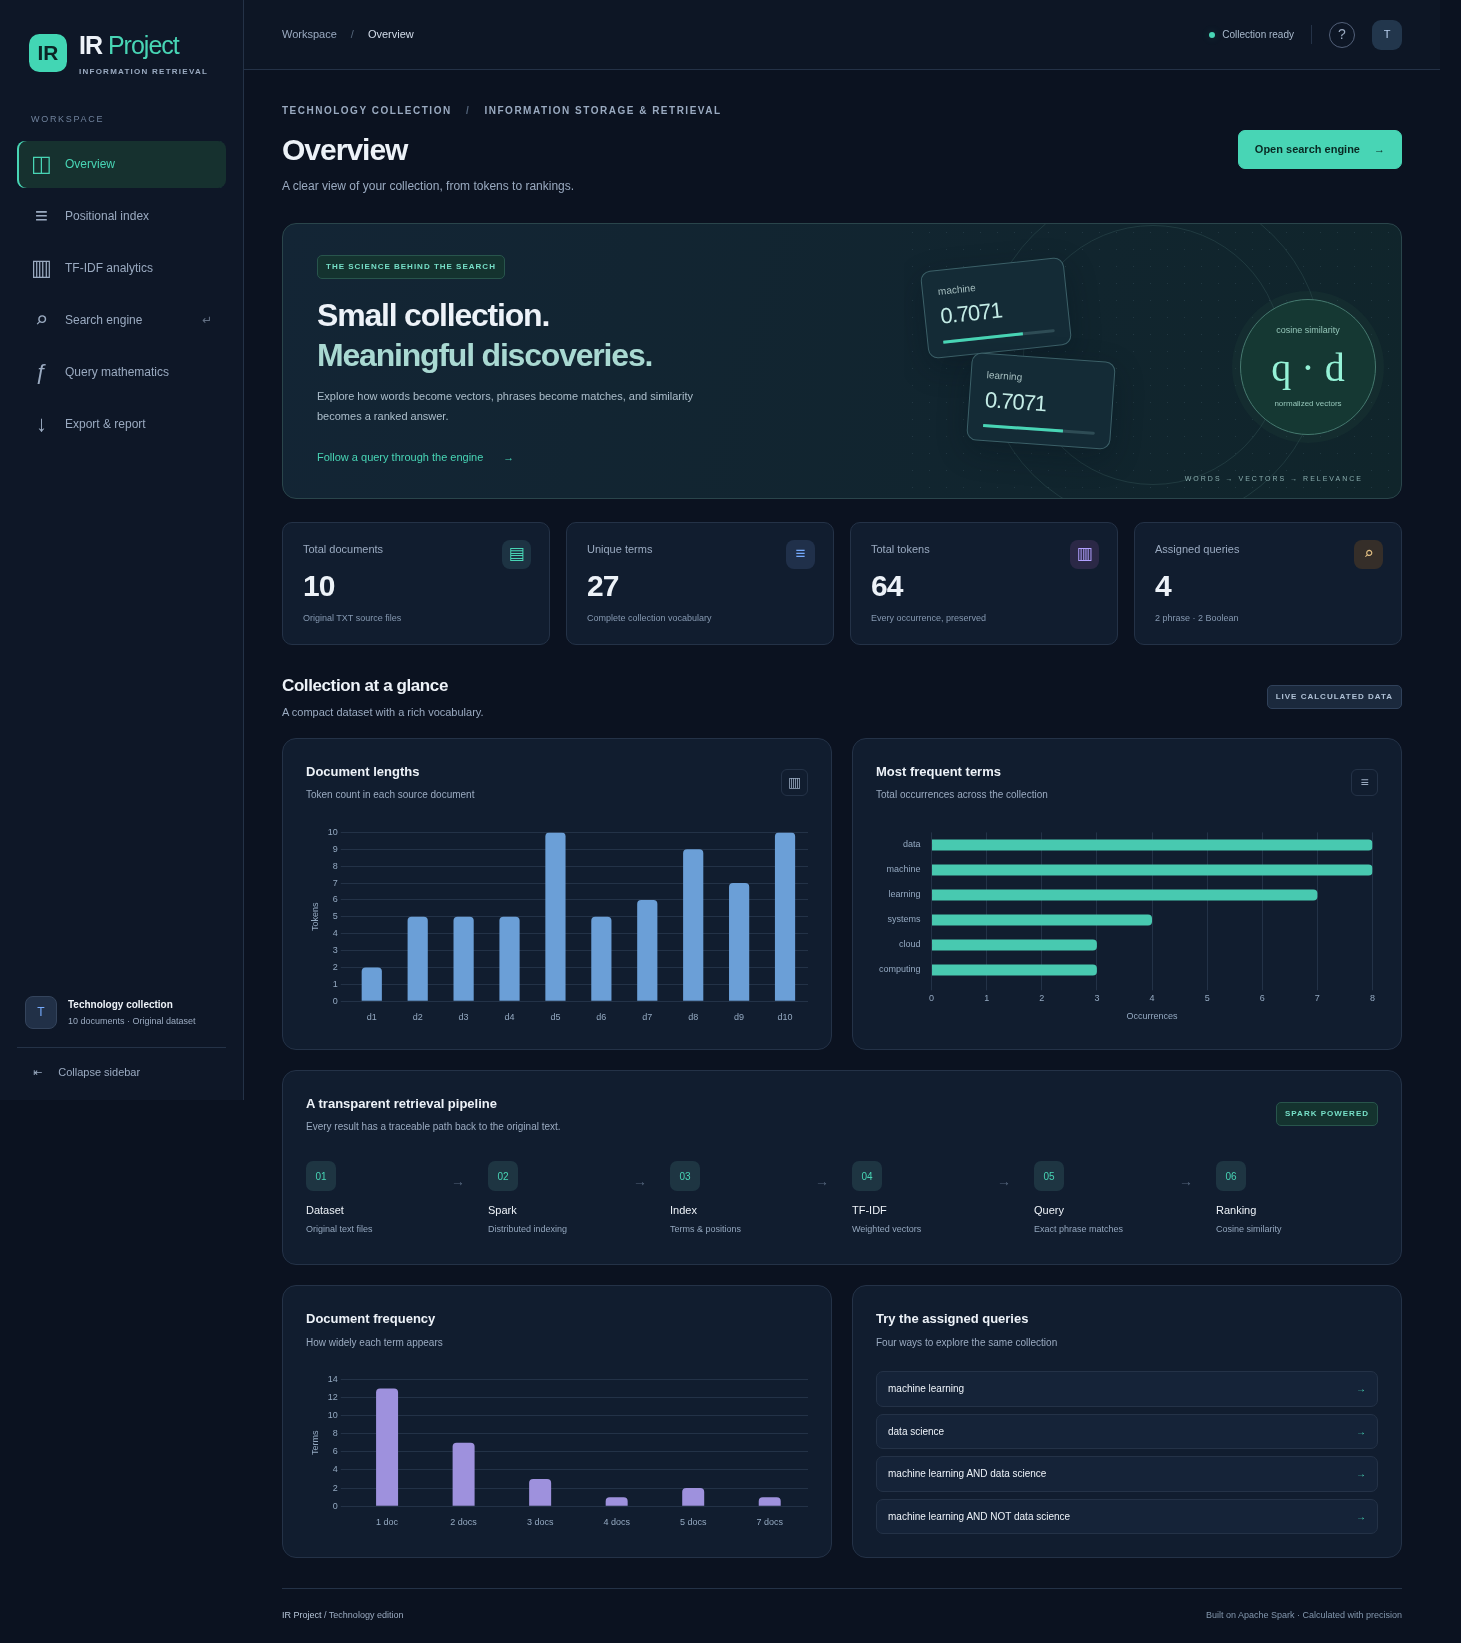 IR
IR Project
INFORMATION RETRIEVAL
WORKSPACE
Overview
Positional index
TF-IDF analytics
Search engine ↵
ƒ Query mathematics
↓ Export & report
T
Technology collection
10 documents · Original dataset
⇤ Collapse sidebar
Workspace / Overview
Collection ready
?
T
TECHNOLOGY COLLECTION / INFORMATION STORAGE & RETRIEVAL
Overview
A clear view of your collection, from tokens to rankings.
Open search engine →
THE SCIENCE BEHIND THE SEARCH
Small collection.
Meaningful discoveries.
Explore how words become vectors, phrases become matches, and similarity
becomes a ranked answer.
Follow a query through the engine →
machine
0.7071
learning
0.7071
cosine similarity
q · d
normalized vectors
WORDS → VECTORS → RELEVANCE
Total documents
10
Original TXT source files
Unique terms
27
Complete collection vocabulary
Total tokens
64
Every occurrence, preserved
Assigned queries
4
2 phrase · 2 Boolean
Collection at a glance
A compact dataset with a rich vocabulary.
LIVE CALCULATED DATA
Document lengths
Token count in each source document
Tokens
10
9
8
7
6
5
4
3
2
1
0
d1 d2 d3 d4 d5 d6 d7 d8 d9 d10
Most frequent terms
Total occurrences across the collection
data
machine
learning
systems
cloud
computing
0 1 2 3 4 5 6 7 8
Occurrences
A transparent retrieval pipeline
Every result has a traceable path back to the original text.
SPARK POWERED
01 → 02 → 03 → 04 → 05 → 06
Dataset Spark Index TF-IDF Query Ranking
Original text files Distributed indexing Terms & positions Weighted vectors Exact phrase matches Cosine similarity
Document frequency
How widely each term appears
Terms
14
12
10
8
6
4
2
0
1 doc 2 docs 3 docs 4 docs 5 docs 7 docs
Try the assigned queries
Four ways to explore the same collection
machine learning →
data science →
machine learning AND data science →
machine learning AND NOT data science →
IR Project / Technology edition
Built on Apache Spark · Calculated with precision